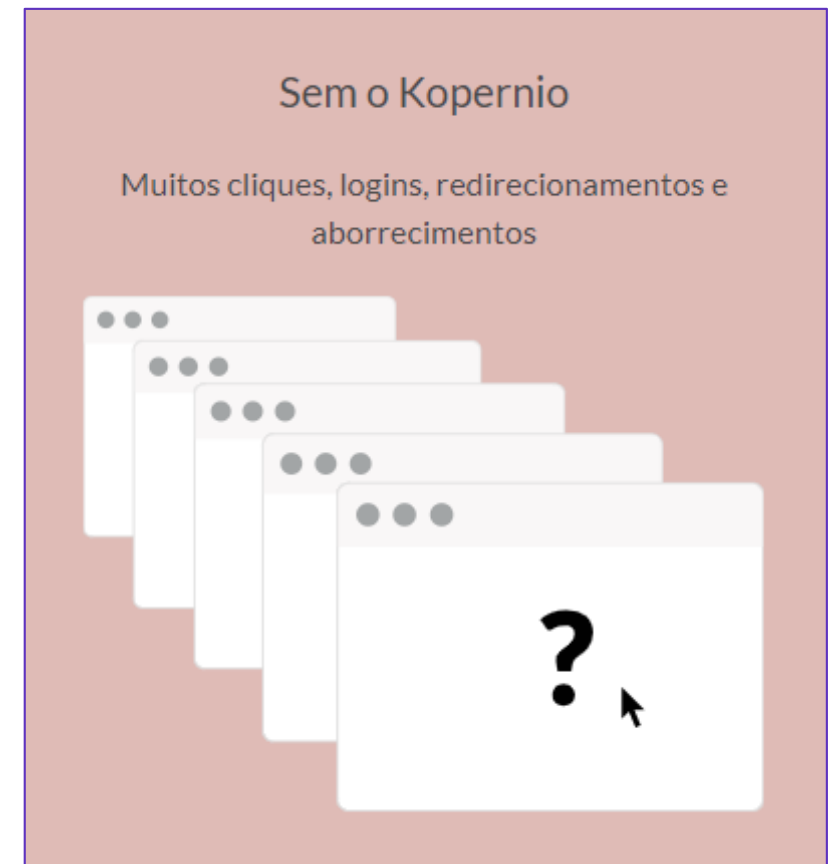 Sem o Kopernio
Muitos cliques, logins, redirecionamentos e
aborrecimentos
?